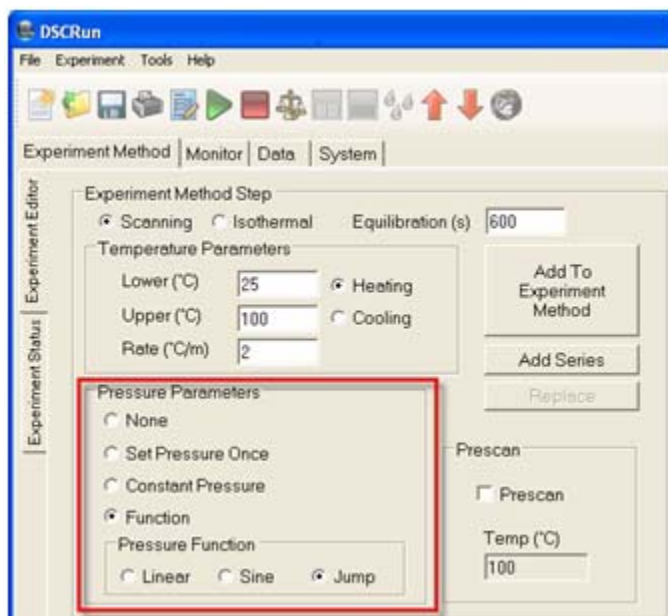 DSCRun
File Experiment Tools Help
Experiment Method Monitor Data System
Experiment Editor
Experiment Status
Experiment Method Step
Scanning Isothermal Equilibration (s) 600
Temperature Parameters
Lower (°C) 25 Heating
Upper (°C) 100 Cooling
Rate (°C/m) 2
Add To Experiment Method
Add Series
Replace
Pressure Parameters
None
Set Pressure Once
Constant Pressure
Function
Pressure Function
Linear Sine Jump
Prescan
Prescan
Temp (°C)
100